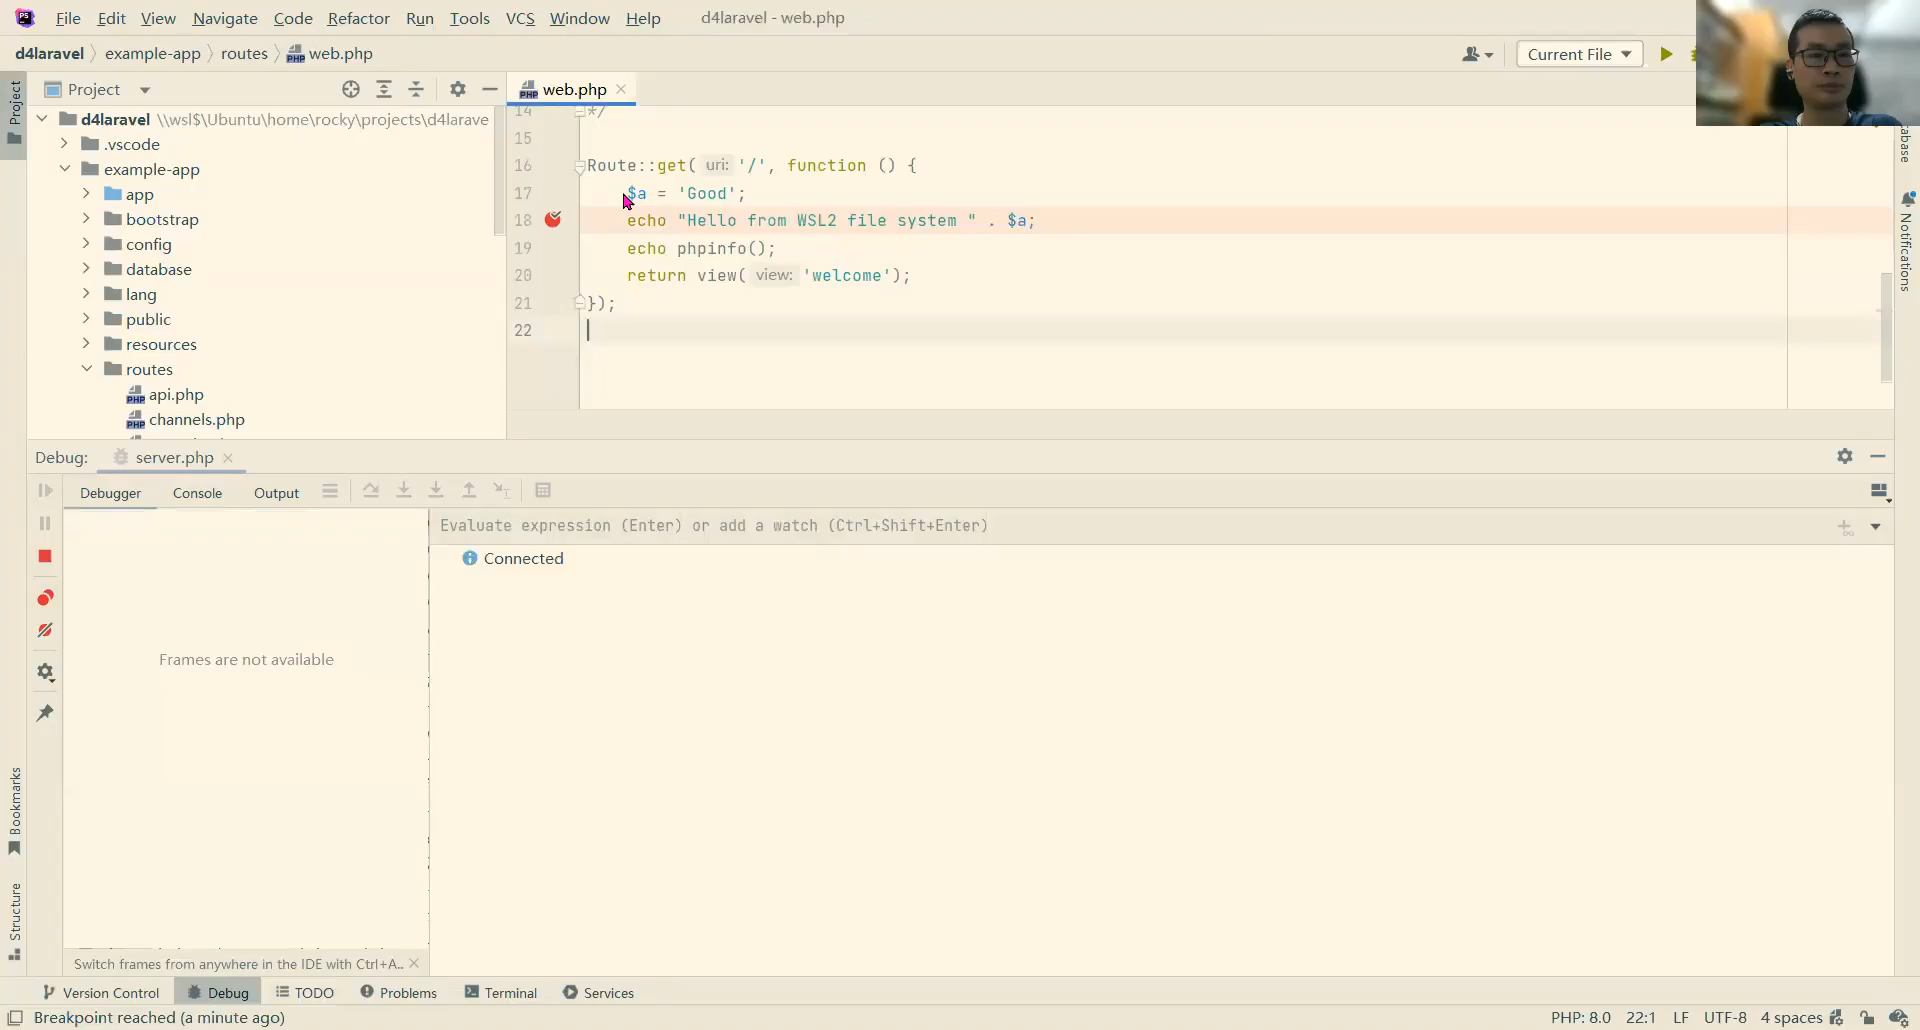 PS
File Edit View Navigate Code Refactor Run Tools VCS Window Help d4laravel - web.php
d4laravel example-app routes web.php
Current File
Project
Project
web.php
d4laravel \\wsl$\Ubuntu\home\rocky\projects\d4larave
.vscode
example-app
app
bootstrap
config
database
lang
public
resources
routes
api.php
channels.php
14 */
15
16 Route::get( uri: '/', function () {
17 $a = 'Good';
18 echo "Hello from WSL2 file system " . $a;
19 echo phpinfo();
20 return view( view: 'welcome');
21 });
22
abase
Notifications
Debug: server.php
Debugger Console Output
Evaluate expression (Enter) or add a watch (Ctrl+Shift+Enter)
Connected
Frames are not available
Switch frames from anywhere in the IDE with Ctrl+A..
Bookmarks
Structure
Version Control Debug TODO Problems Terminal Services
Breakpoint reached (a minute ago)
PHP: 8.0 22:1 LF UTF-8 4 spaces